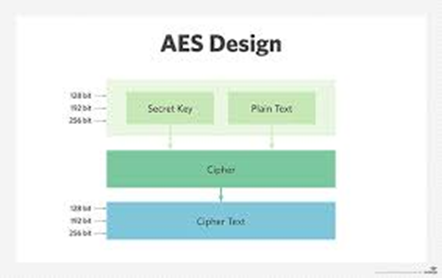 AES Design
128 bit
192 bit
256 bit
Secret Key
Plain Text
Cipher
128 bit
192 bit
256 bit
Cipher Text